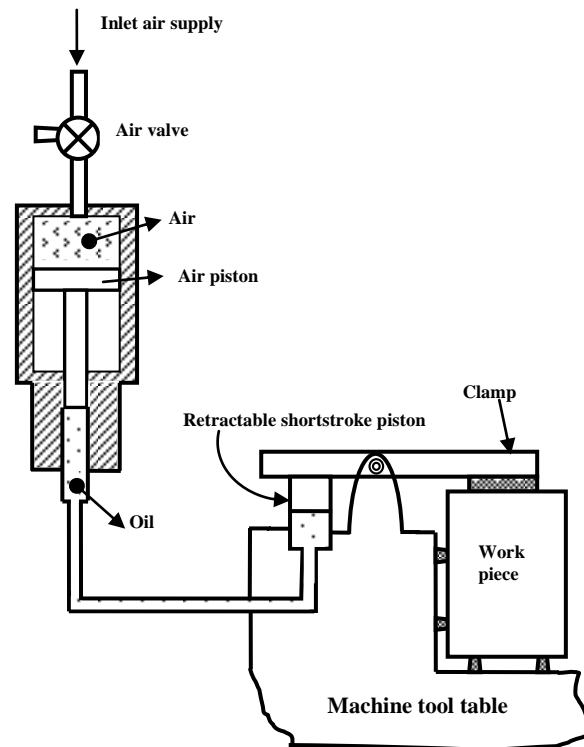 Inlet air supply
Air valve
Air
Air piston
Clamp
Retractable shortstroke piston
Oil
Work
piece
Machine tool table